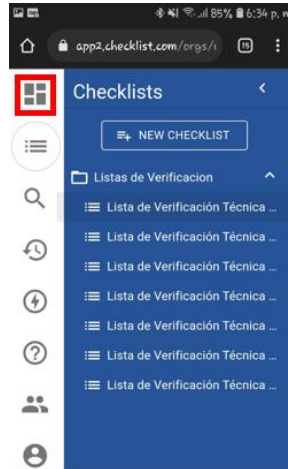 85% 6:34 p. m
app2.checklist.com/orgs/ 15
Checklists
NEW CHECKLIST
Listas de Verificacion
Lista de Verificación Técnica ...
Lista de Verificación Técnica ...
Lista de Verificación Técnica ...
Lista de Verificación Técnica ...
Lista de Verificación Técnica ...
Lista de Verificación Técnica ...
Lista de Verificación Técnica ...